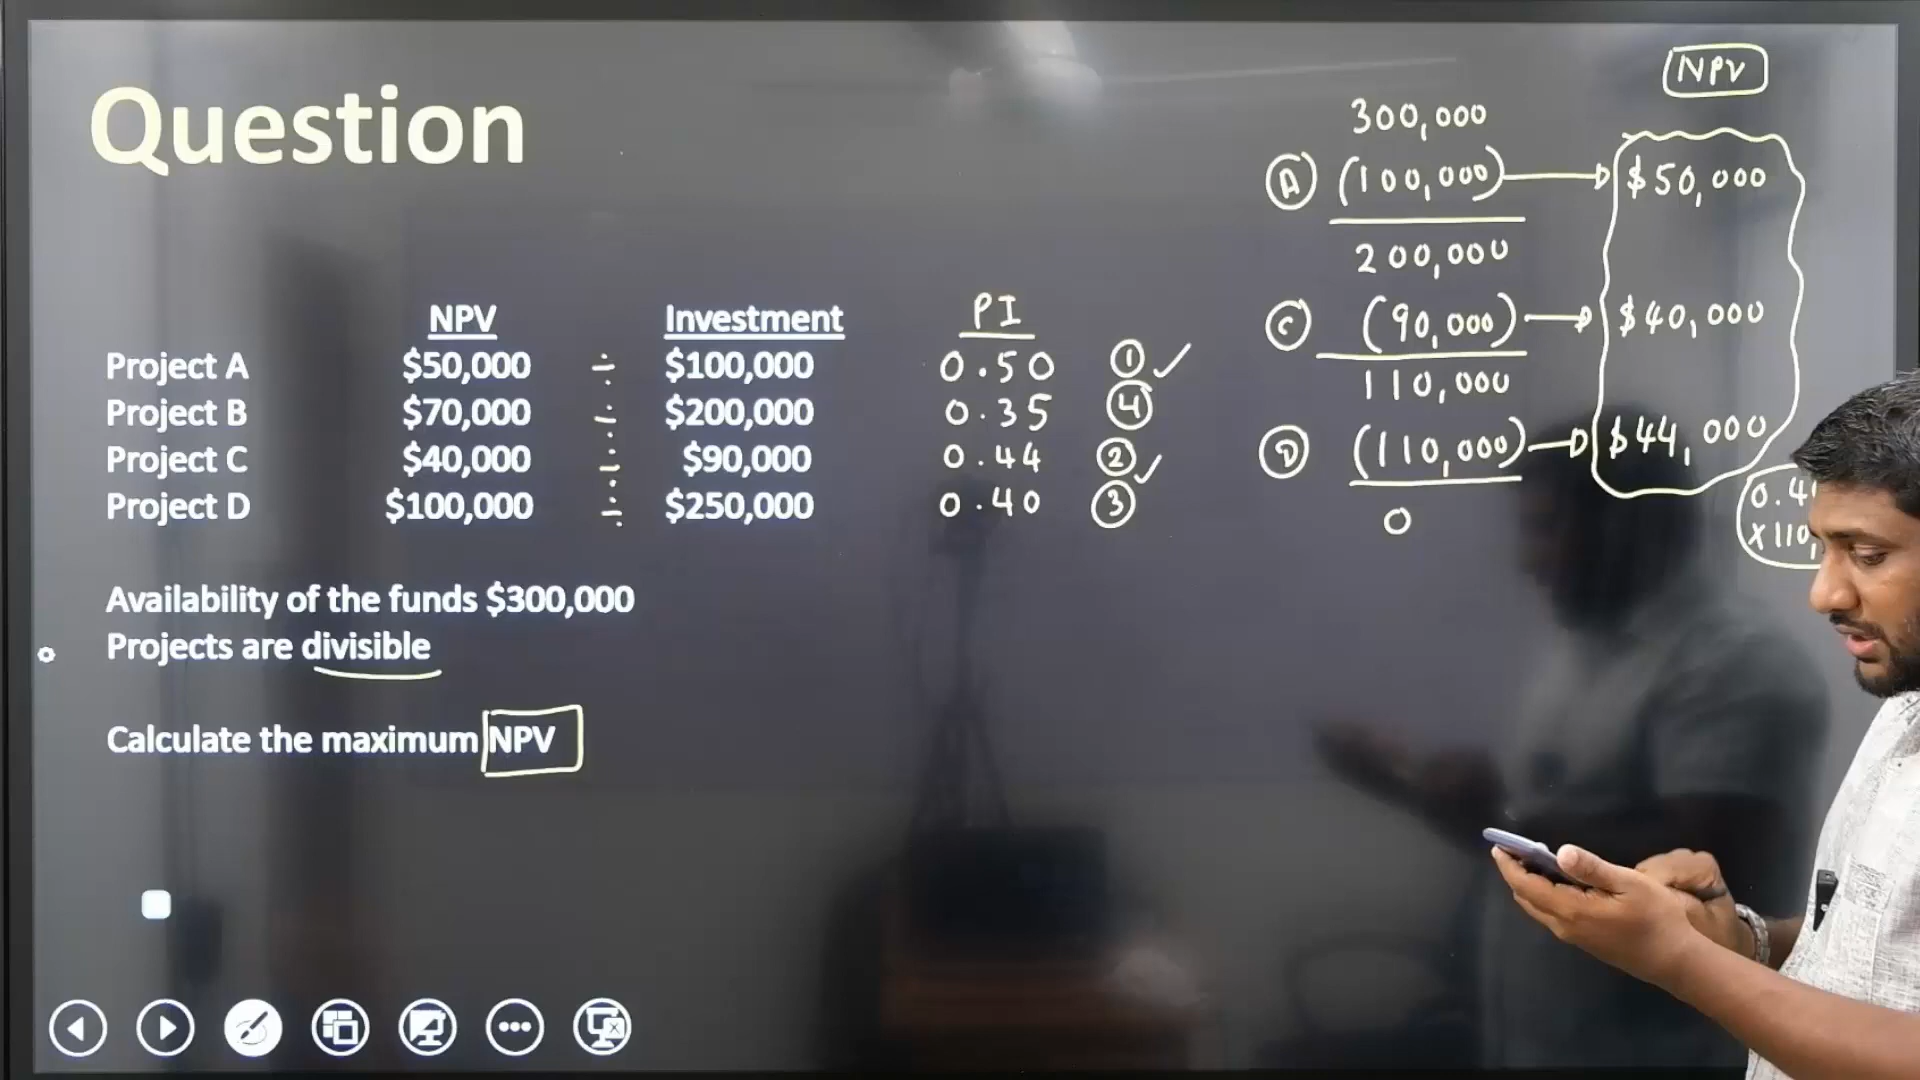 Question
NPV Investment PI
Project A $50,000 ÷ $100,000 0.50 ① ✓
Project B $70,000 ÷ $200,000 0.35 ④
Project C $40,000 ÷ $90,000 0.44 ② ✓
Project D $100,000 ÷ $250,000 0.40 ③
Availability of the funds $300,000
Projects are divisible
Calculate the maximum NPV
NPV
300,000
A (100,000) → $50,000
200,000
C (90,000) → $40,000
110,000
D (110,000) → $44,000
0